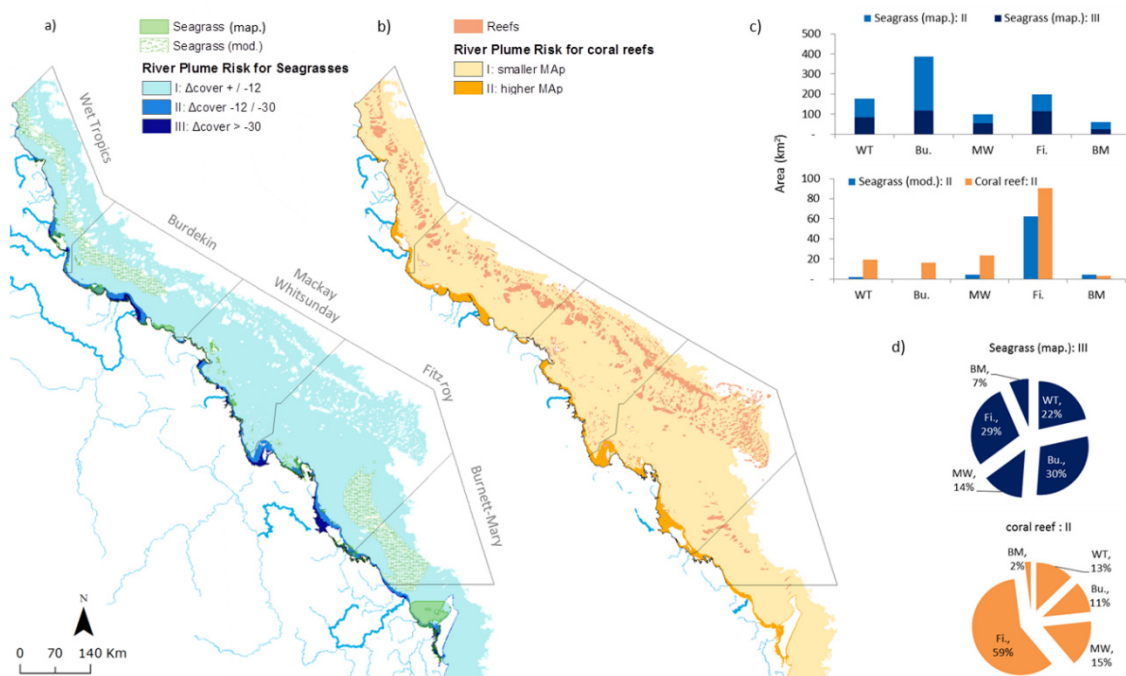 a)
Seagrass (map.)
Seagrass (mod.)
River Plume Risk for Seagrasses
I: Δcover + / -12
II: Δcover -12 / -30
III: Δcover > -30
Wet Tropics
Burdekin
Mackay
Whitsunday
Fitzroy
Burnett-Mary
N
0 70 140 Km
b)
Reefs
River Plume Risk for coral reefs
I: smaller MAp
II: higher MAp
c)
Seagrass (map.): II
Seagrass (map.): III
500
400
300
200
100
-
WT Bu. MW Fi. BM
Area (km²)
Seagrass (mod.): II
Coral reef: II
100
80
60
40
20
-
WT Bu. MW Fi. BM
d)
Seagrass (map.): III
BM,
7%
WT,
22%
Fi.,
29%
MW,
14%
Bu.,
30%
coral reef : II
BM,
2%
WT,
13%
Bu.,
11%
Fi.,
59%
MW,
15%